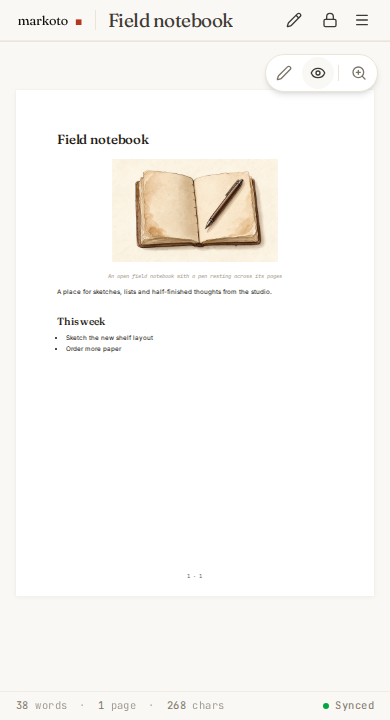 markoto
Field notebook
Field notebook
An open field notebook with a pen resting across its pages
A place for sketches, lists and half-finished thoughts from the studio.
This week
• Sketch the new shelf layout
• Order more paper
1 - 1
38 words · 1 page · 268 chars
Synced